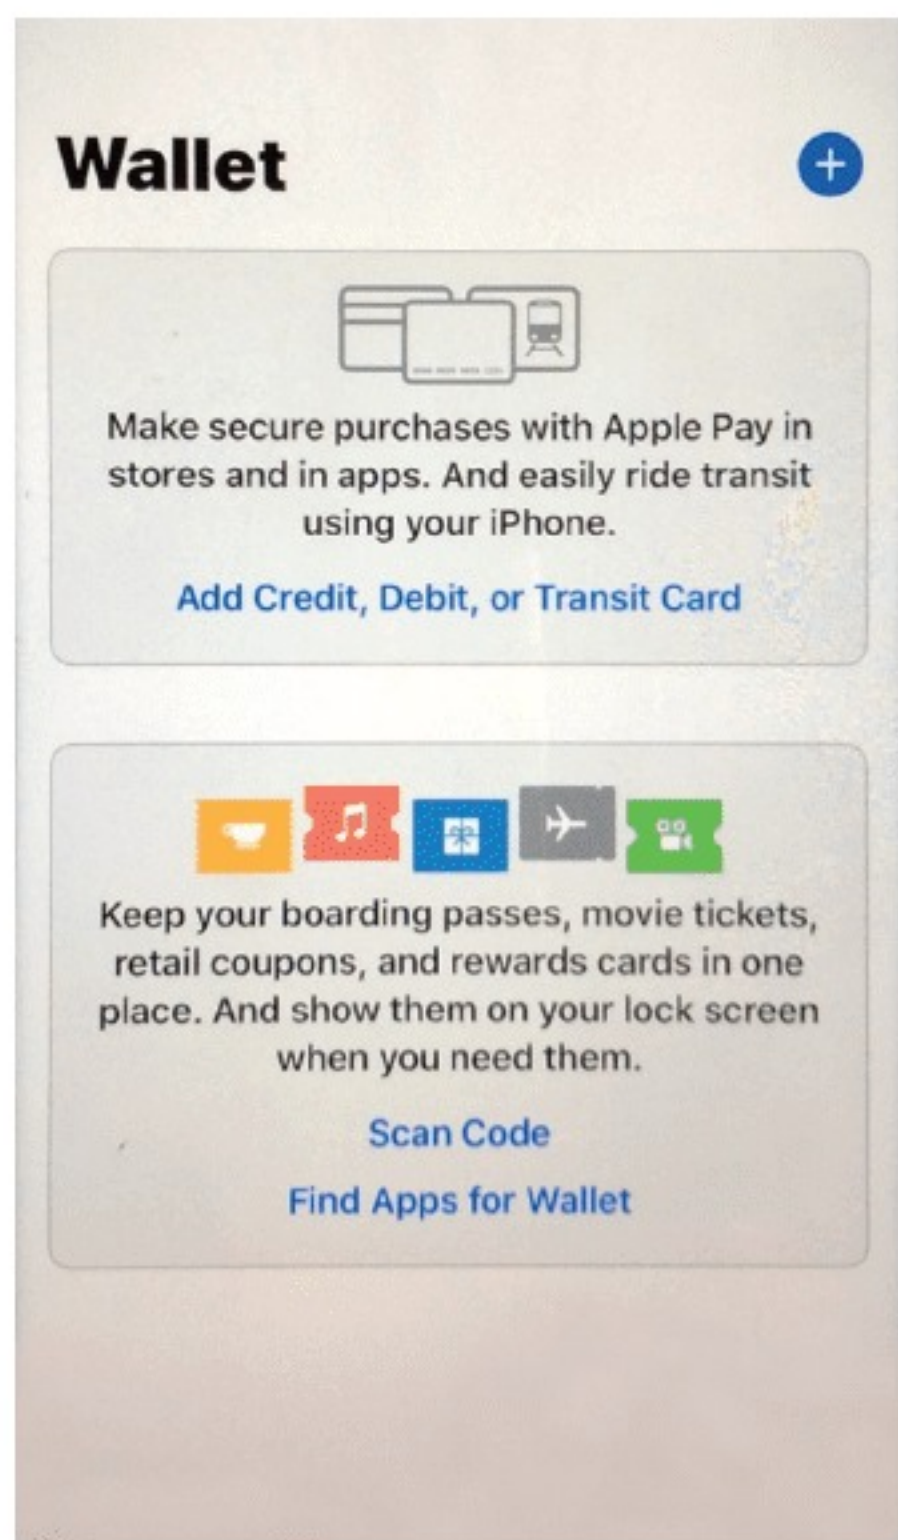 Wallet
Make secure purchases with Apple Pay in
stores and in apps. And easily ride transit
using your iPhone.
Add Credit, Debit, or Transit Card
Keep your boarding passes, movie tickets,
retail coupons, and rewards cards in one
place. And show them on your lock screen
when you need them.
Scan Code
Find Apps for Wallet